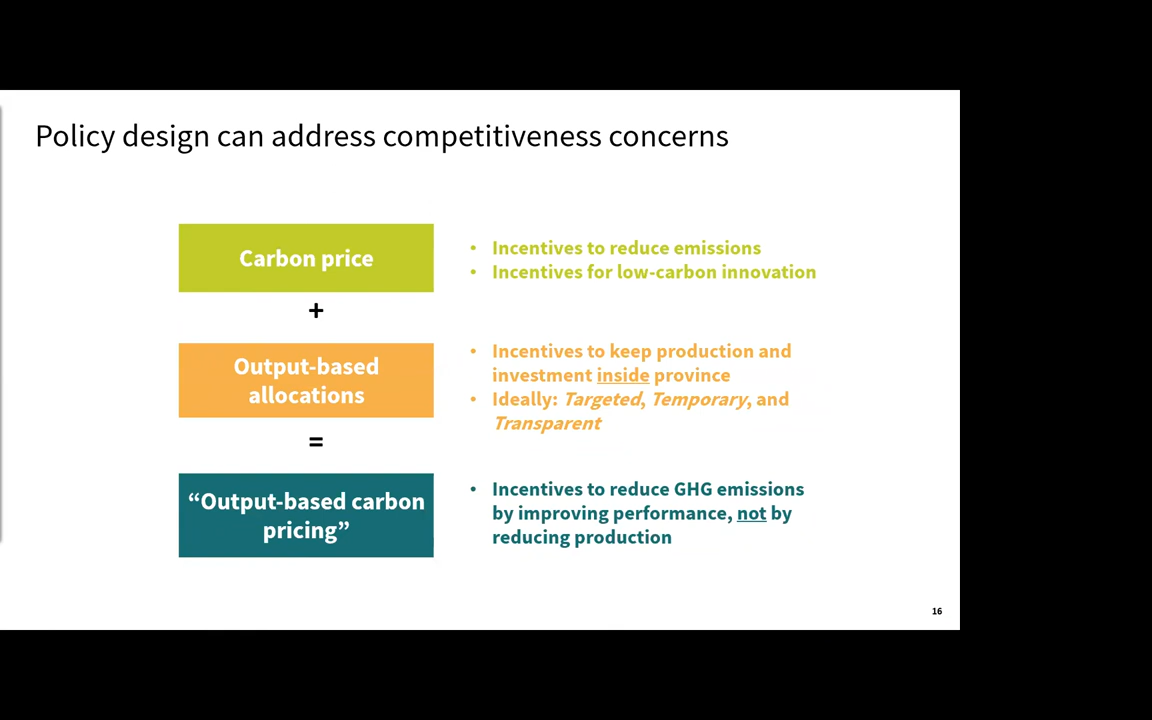 Policy design can address competitiveness concerns
Carbon price
• Incentives to reduce emissions
• Incentives for low-carbon innovation
+
Output-based
allocations
• Incentives to keep production and
investment inside province
• Ideally: Targeted, Temporary, and
Transparent
=
“Output-based carbon
pricing”
• Incentives to reduce GHG emissions
by improving performance, not by
reducing production
16